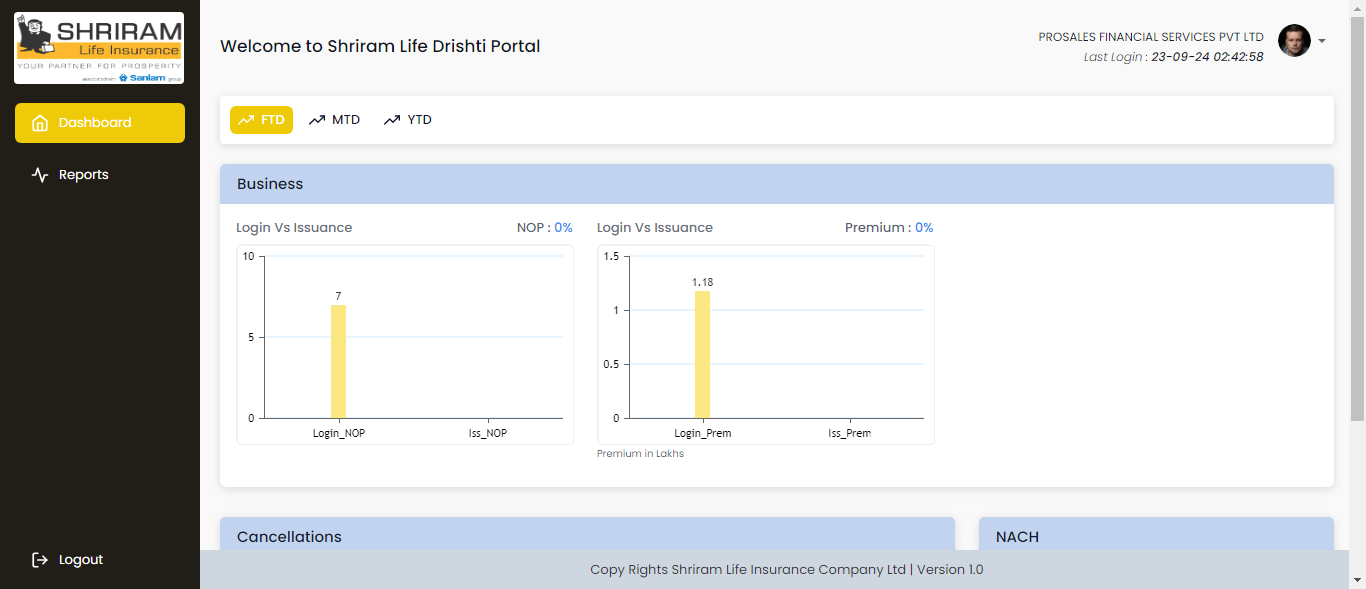 SHRIRAM
Life Insurance
YOUR PARTNER FOR PROSPERITY
Sanlam group
Welcome to Shriram Life Drishti Portal
PROSALES FINANCIAL SERVICES PVT LTD
Last Login : 23-09-24 02:42:58
Dashboard
Reports
Logout
FTD MTD YTD
Business
Login Vs Issuance NOP : 0%
10
5
0
7
Login_NOP Iss_NOP
Login Vs Issuance Premium : 0%
1.5
1
0.5
0
1.18
Login_Prem Iss_Prem
Premium in Lakhs
Cancellations
NACH
Copy Rights Shriram Life Insurance Company Ltd | Version 1.0